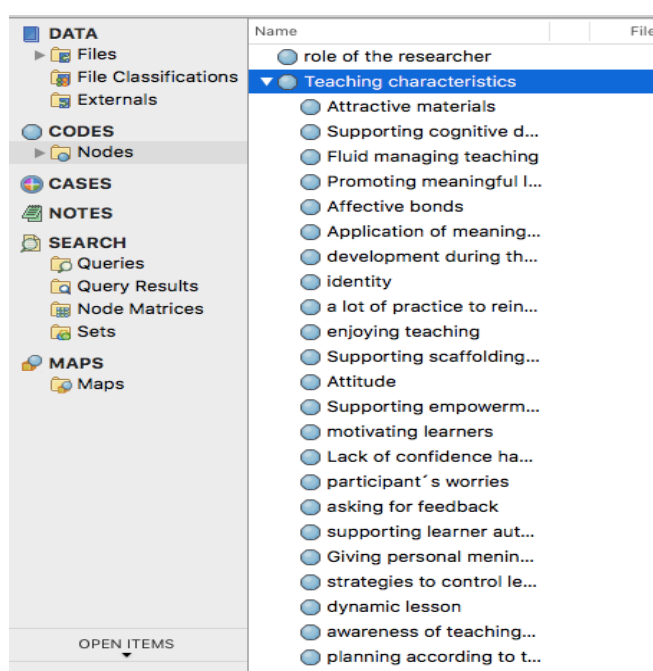 DATA
Files
File Classifications
Externals
CODES
Nodes
CASES
NOTES
SEARCH
Queries
Query Results
Node Matrices
Sets
MAPS
Maps
OPEN ITEMS
Name
File
role of the researcher
Teaching characteristics
Attractive materials
Supporting cognitive d...
Fluid managing teaching
Promoting meaningful l...
Affective bonds
Application of meaning...
development during th...
identity
a lot of practice to rein...
enjoying teaching
Supporting scaffolding...
Attitude
Supporting empowerm...
motivating learners
Lack of confidence ha...
participant´s worries
asking for feedback
supporting learner aut...
Giving personal menin...
strategies to control le...
dynamic lesson
awareness of teaching...
planning according to t...